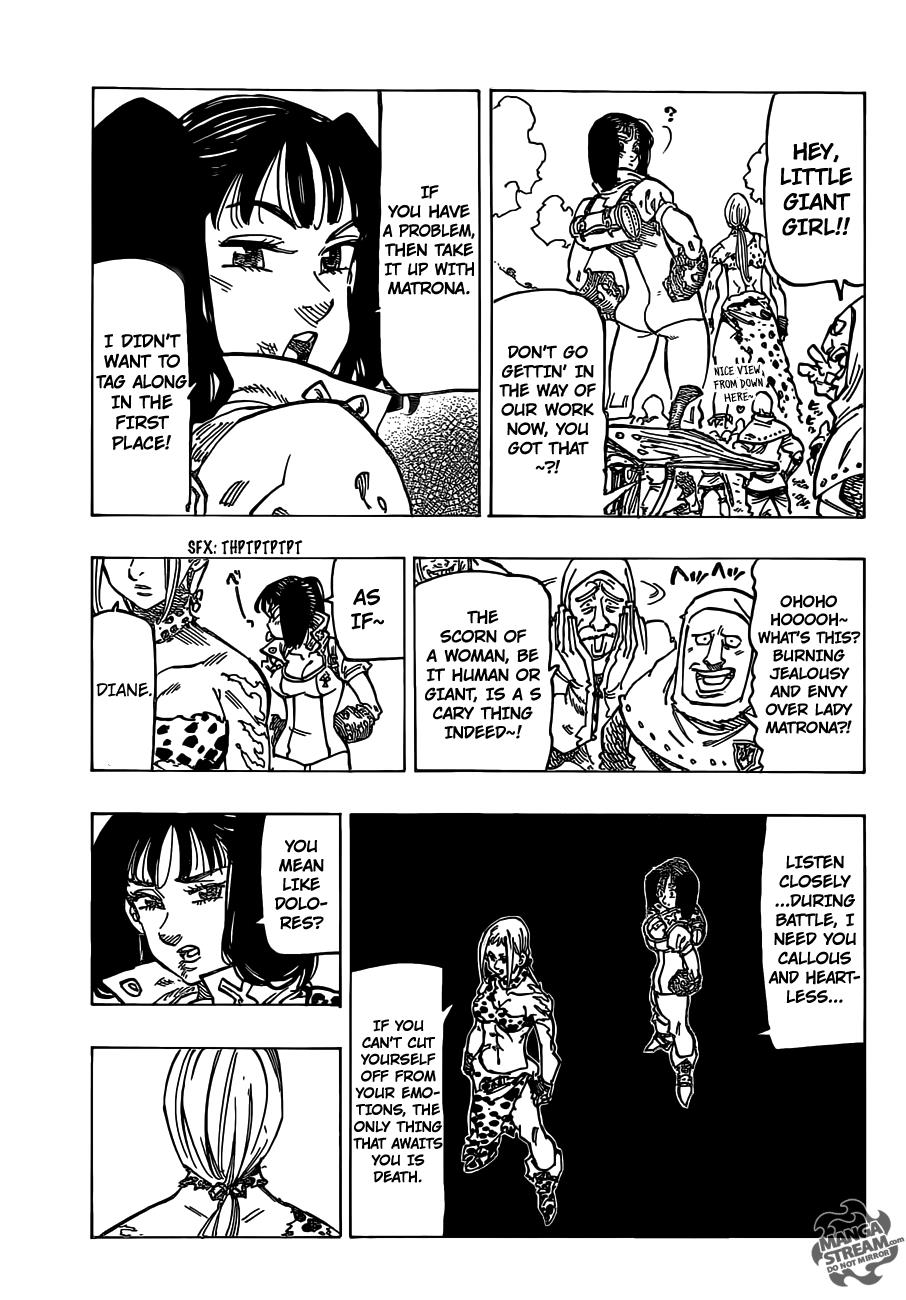 HEY,
LITTLE
GIANT
GIRL!!
?
NICE VIEW
FROM DOWN
HERE~
♥
DON'T GO
GETTIN' IN
THE WAY OF
OUR WORK
NOW, YOU
GOT THAT
~?!
IF
YOU HAVE
A PROBLEM,
THEN TAKE
IT UP WITH
MATRONA.
I DIDN'T
WANT TO
TAG ALONG
IN THE
FIRST
PLACE!
OHOHO
HOOOOH~
WHAT'S THIS?
BURNING
JEALOUSY
AND ENVY
OVER LADY
MATRONA?!
ヘッヘッ
THE
SCORN OF
A WOMAN, BE
IT HUMAN OR
GIANT, IS A S
CARY THING
INDEED~!
SFX: THPTPTPTPT
AS
IF~
DIANE.
LISTEN
CLOSELY
...DURING
BATTLE, I
NEED YOU
CALLOUS
AND HEART-
LESS...
IF YOU
CAN'T CUT
YOURSELF
OFF FROM
YOUR EMO-
TIONS, THE
ONLY THING
THAT AWAITS
YOU IS
DEATH.
YOU
MEAN
LIKE
DOLO-
RES?
MANGA
STREAM.com
DO NOT MIRROR